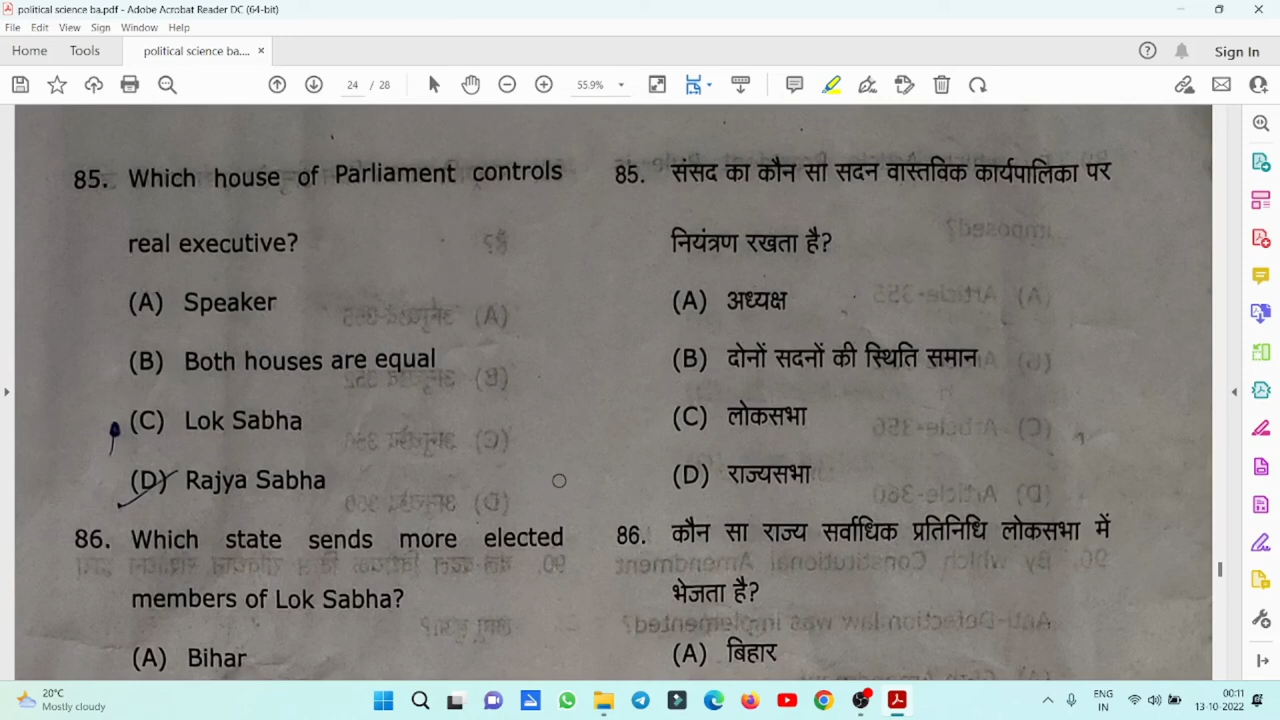 political science ba.pdf - Adobe Acrobat Reader DC (64-bit)
File Edit View Sign Window Help
Home Tools political science ba.... × Sign In
24 / 28 55.9%
85. Which house of Parliament controls
real executive?
(A) Speaker
(B) Both houses are equal
(C) Lok Sabha
(D) Rajya Sabha
86. Which state sends more elected
members of Lok Sabha?
(A) Bihar
85. संसद का कौन सा सदन वास्तविक कार्यपालिका पर
नियंत्रण रखता है?
(A) अध्यक्ष
(B) दोनों सदनों की स्थिति समान
(C) लोकसभा
(D) राज्यसभा
86. कौन सा राज्य सर्वाधिक प्रतिनिधि लोकसभा में
भेजता है?
(A) बिहार
20°C
Mostly cloudy
ENG
IN
00:11
13-10-2022